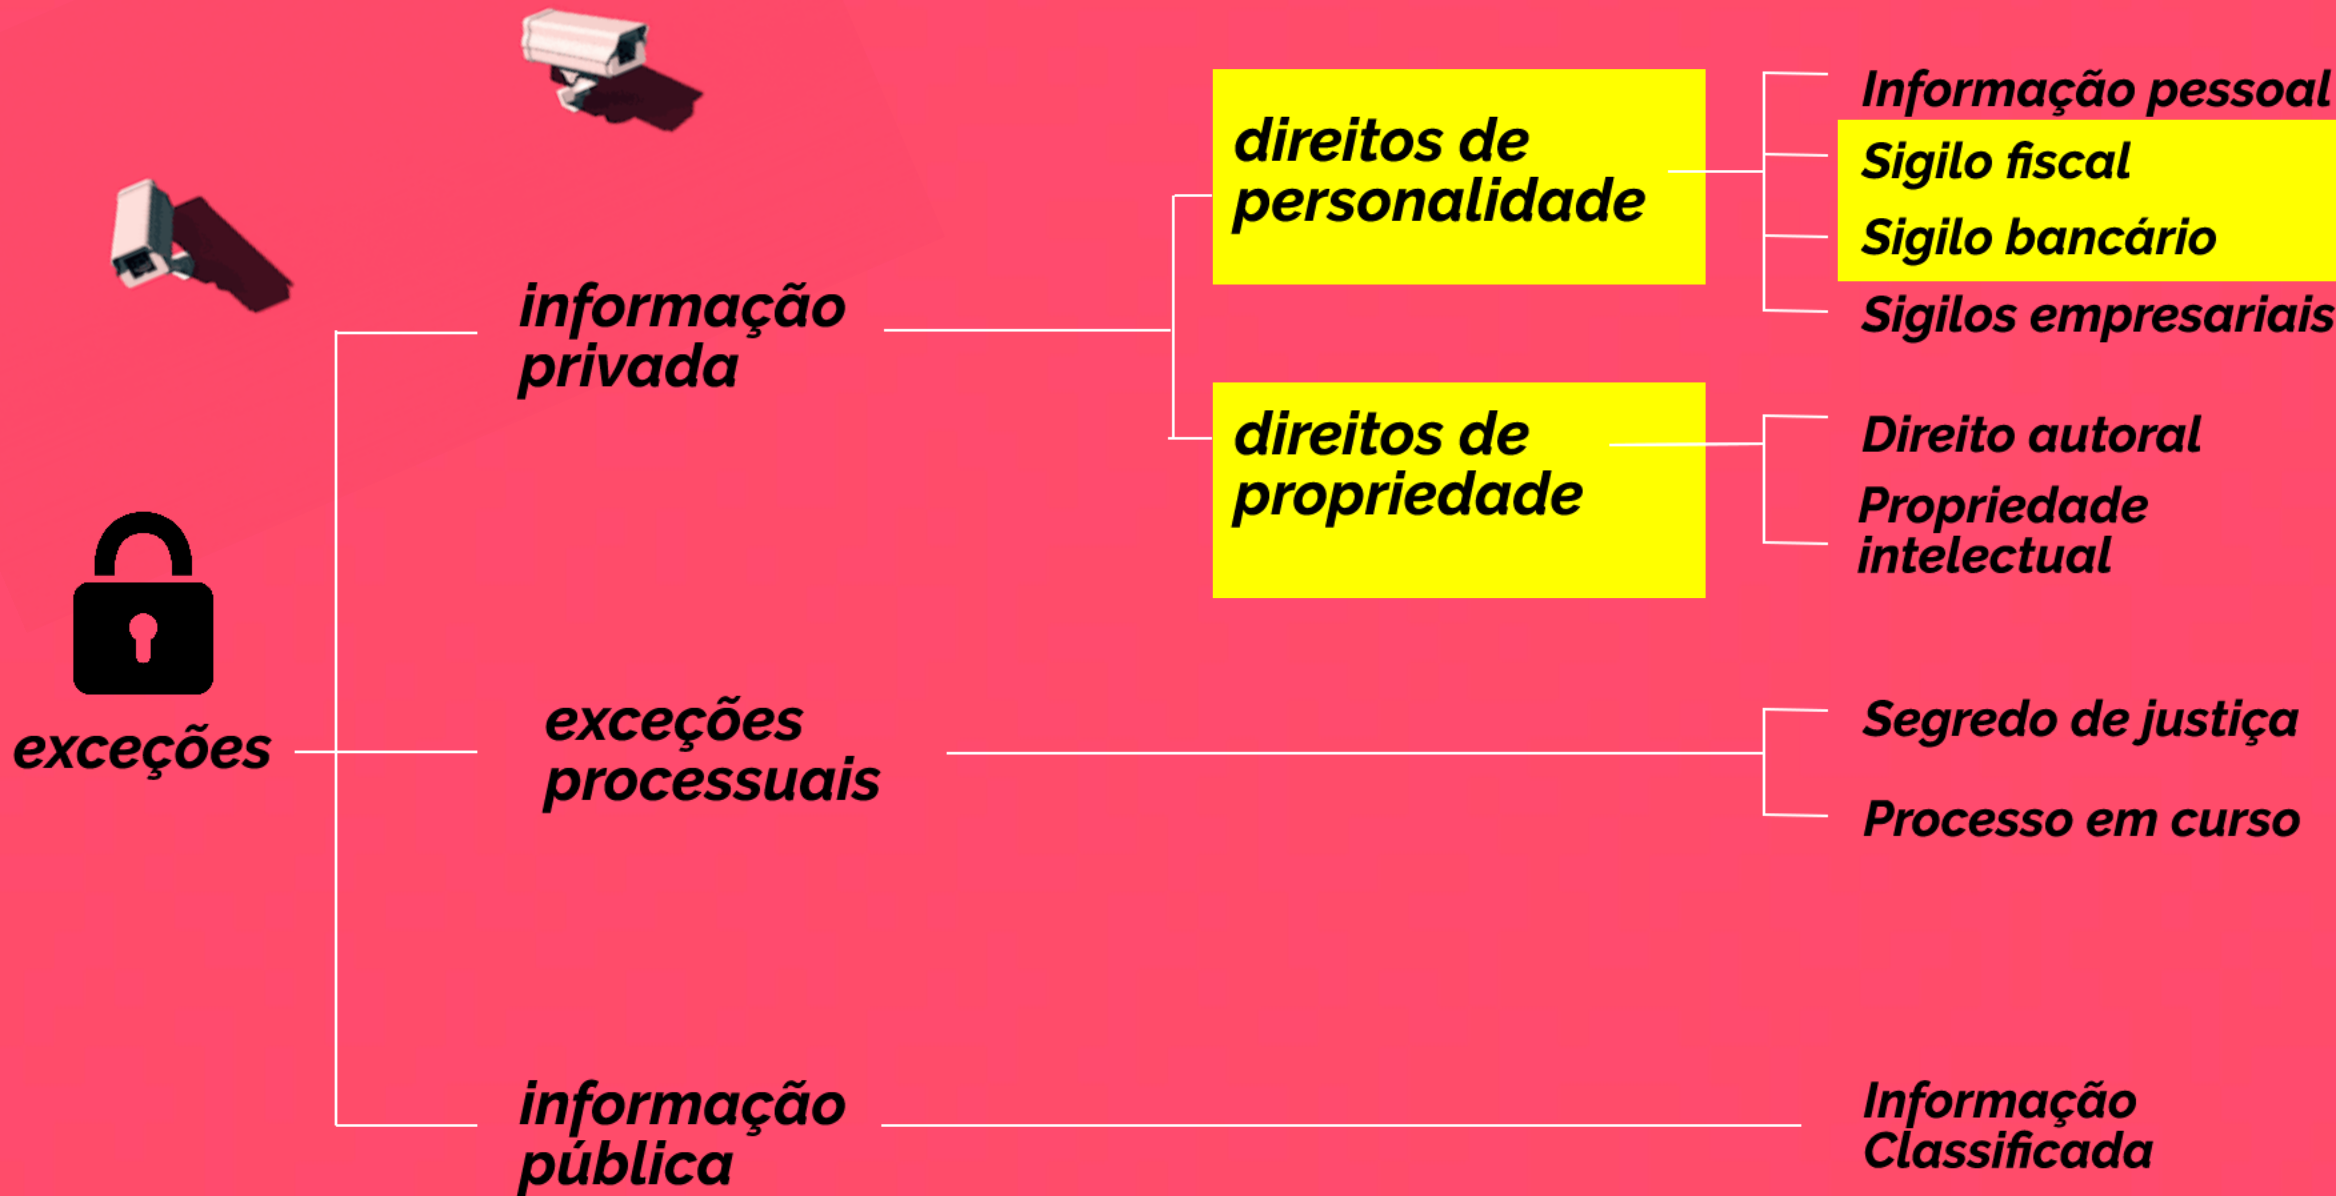 exceções
informação
privada
direitos de
personalidade
Informação pessoal
Sigilo fiscal
Sigilo bancário
Sigilos empresariais
direitos de
propriedade
Direito autoral
Propriedade
intelectual
exceções
processuais
Segredo de justiça
Processo em curso
informação
pública
Informação
Classificada